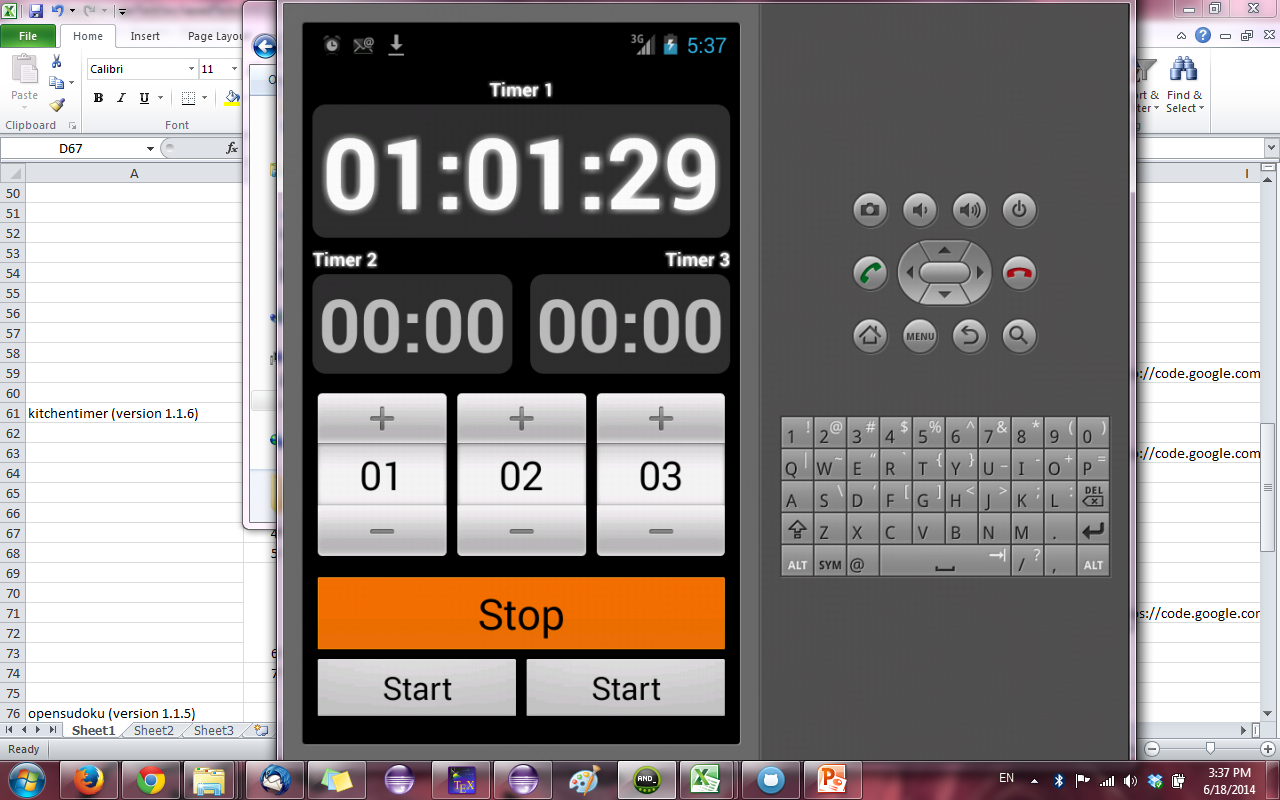 File Home Insert Page Layou
Calibri 11
Paste
B I U
Clipboard Font
rt & Find &
ter Select
D67 fx
A I
50
51
52
53
54
55
56
57
58
59
60
61 kitchentimer (version 1.1.6)
62
63
64
65
66
67
68
69
70
71
72
73
74
75
76 opensudoku (version 1.1.5)
://code.google.com
://code.google.com
s://code.google.com
Sheet1 Sheet2 Sheet3
Ready
3G 5:37
Timer 1
01:01:29
Timer 2 Timer 3
00:00 00:00
+ + +
01 02 03
− − −
Stop
Start Start
MENU
1 ! 2 @ 3 # 4 $ 5 % 6 ^ 7 & 8 * 9 ( 0 )
Q | W ~ E " R ` T { Y } U _ I - O + P =
A S \ D ' F [ G ] H < J > K ; L : DEL
Z X C V B N M .
ALT SYM @ / ? , ALT
TEX
AND
EN 3:37 PM
6/18/2014